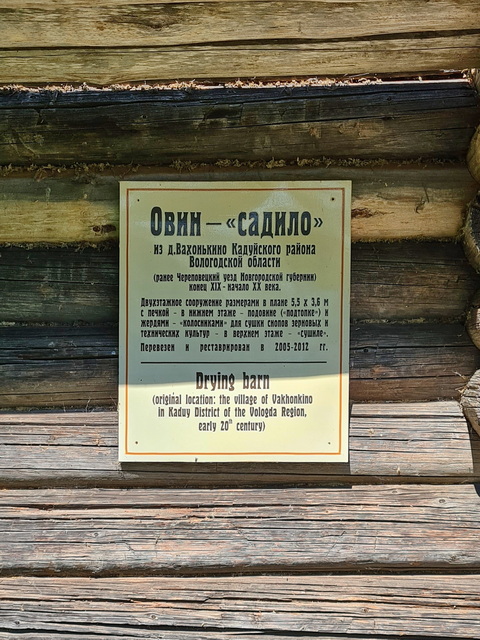 Овин – «садило»
из д.Вахонькино Кадуйского района
Вологодской области
(ранее Череповецкий уезд Новгородской губернии)
конец XIX - начало XX века.
Двухэтажное сооружение размерами в плане 5,5 х 3,6 м
с печкой - в нижнем этаже - подовине («подтопке») и
жердями - «колосниками» для сушки снопов зерновых и
технических культур - в верхнем этаже - «сушиле».
Перевезен и реставрирован в 2005-2012 гг.
Drying barn
(original location: the village of Vakhonkino
in Kaduy District of the Vologda Region,
early 20th century)